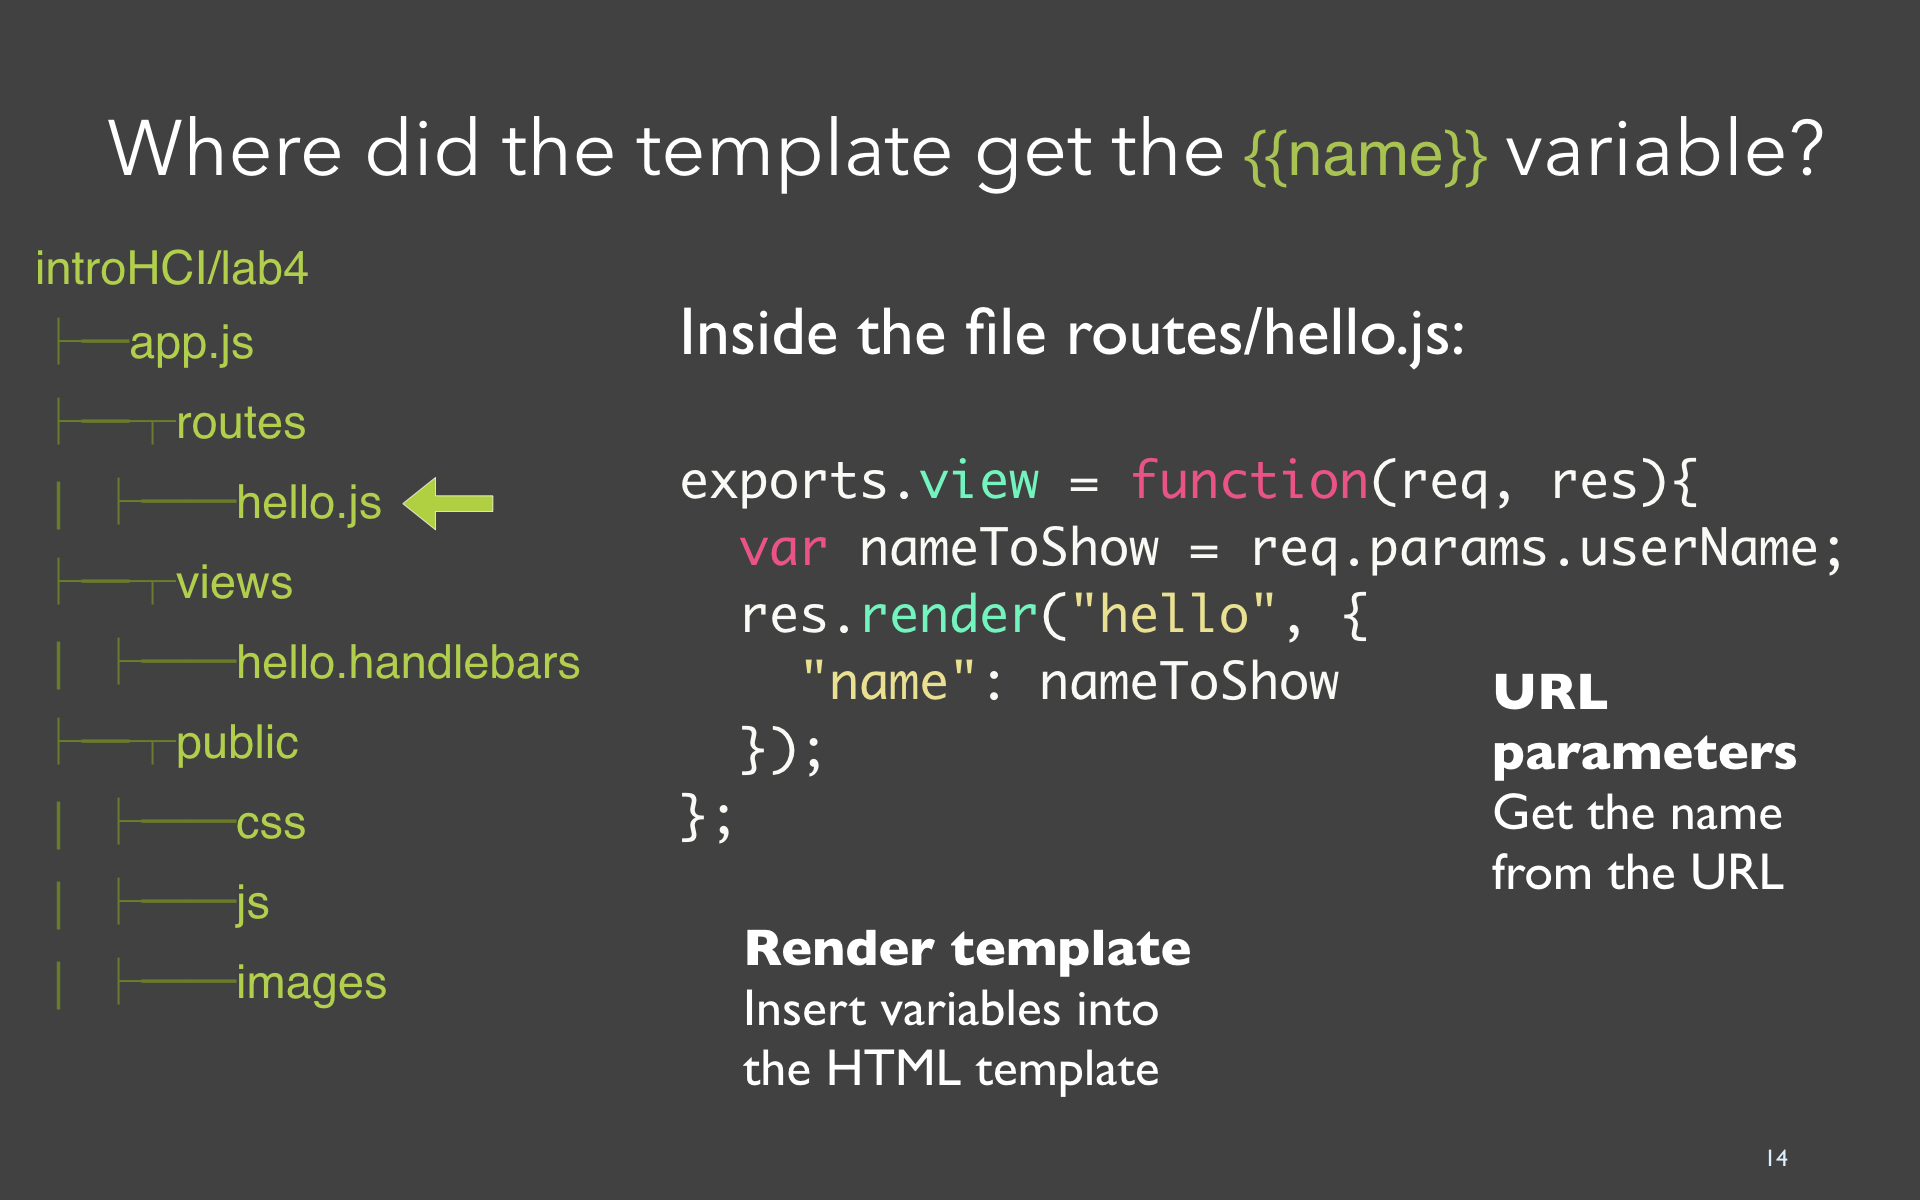 Where did the template get the {{name}} variable?
introHCI/lab4
├──app.js
├──┬routes
│ ├───hello.js
├──┬views
│ ├───hello.handlebars
├──┬public
│ ├───css
│ ├───js
│ ├───images
Inside the file routes/hello.js:
exports.view = function(req, res){
  var nameToShow = req.params.userName;
  res.render("hello", {
    "name": nameToShow
  });
};
URL
parameters
Get the name
from the URL
Render template
Insert variables into
the HTML template
14